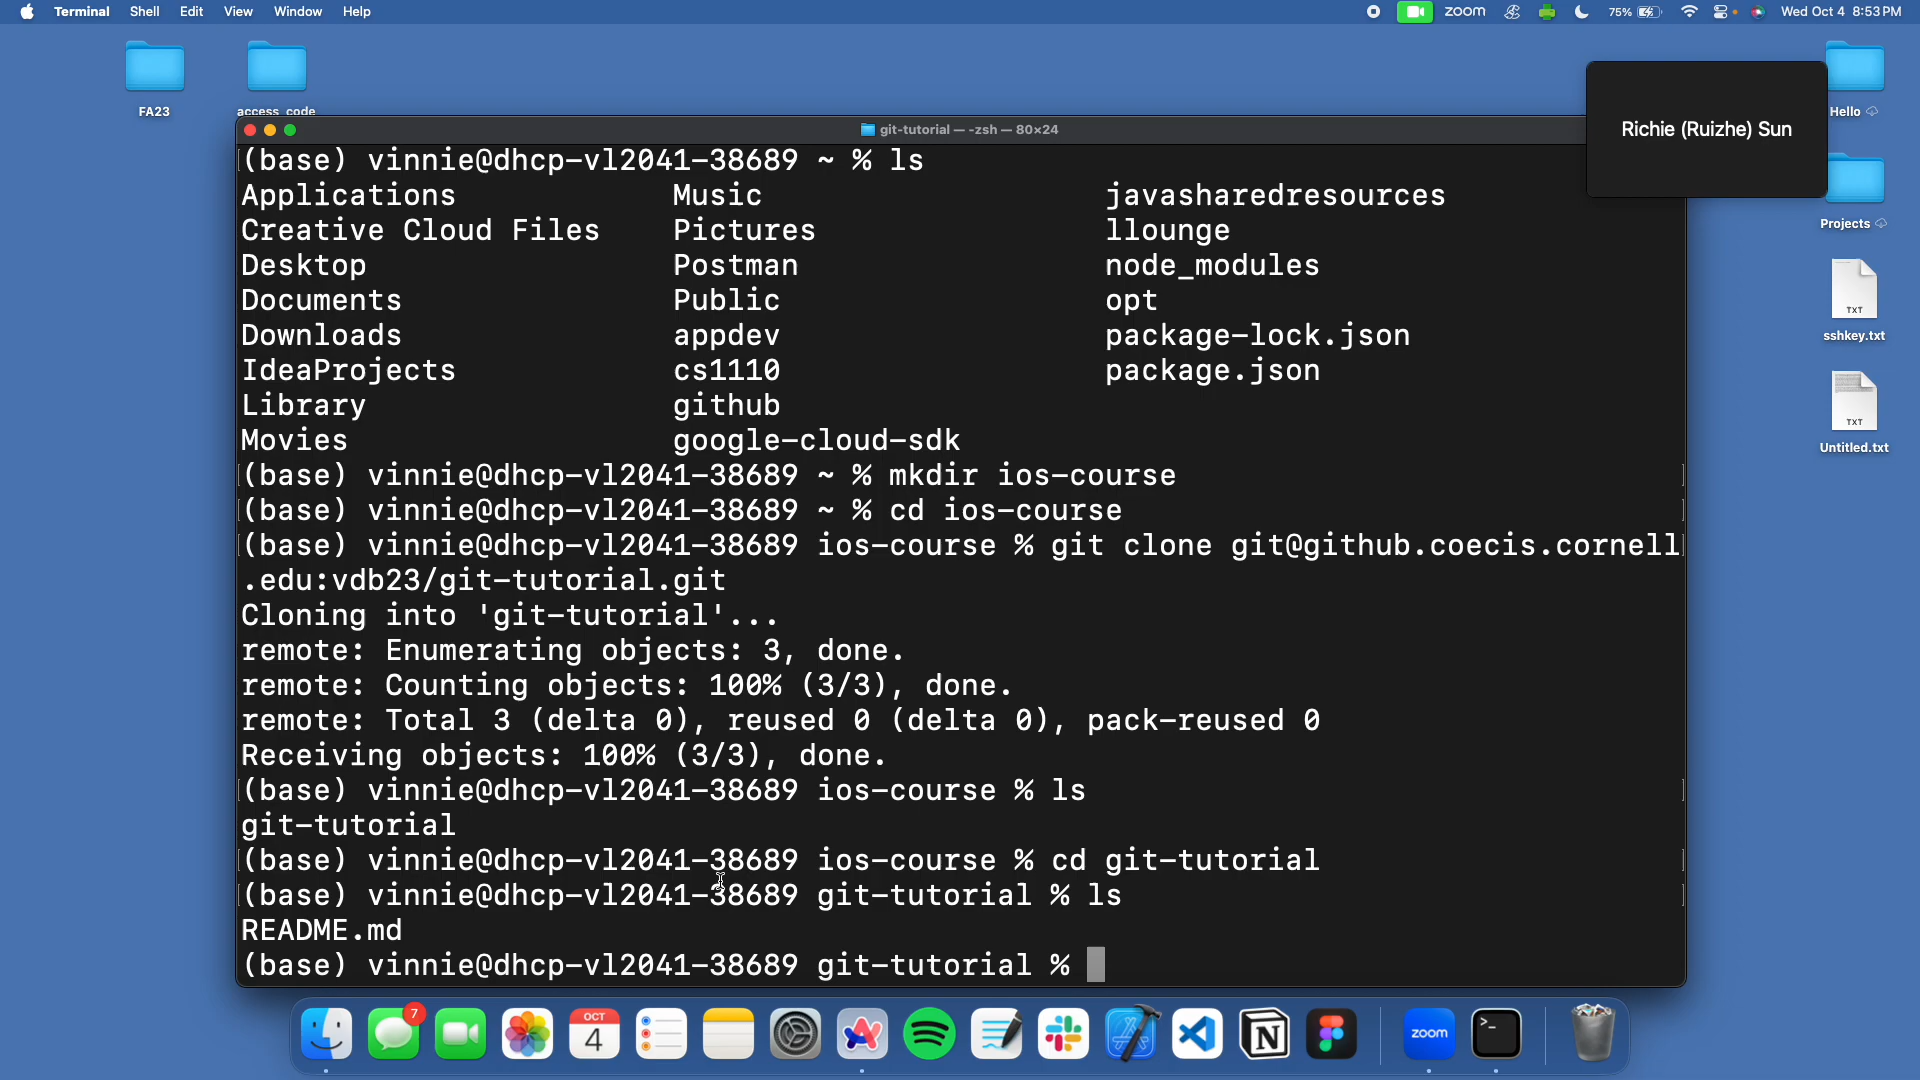 Terminal Shell Edit View Window Help zoom 75% Wed Oct 4 8:53 PM
FA23 access_code
Hello
Richie (Ruizhe) Sun
Projects
sshkey.txt
Untitled.txt
TXT
TXT
git-tutorial — -zsh — 80×24
(base) vinnie@dhcp-vl2041-38689 ~ % ls
Applications Music javasharedresources
Creative Cloud Files Pictures llounge
Desktop Postman node_modules
Documents Public opt
Downloads appdev package-lock.json
IdeaProjects cs1110 package.json
Library github
Movies google-cloud-sdk
(base) vinnie@dhcp-vl2041-38689 ~ % mkdir ios-course
(base) vinnie@dhcp-vl2041-38689 ~ % cd ios-course
(base) vinnie@dhcp-vl2041-38689 ios-course % git clone git@github.coecis.cornell
.edu:vdb23/git-tutorial.git
Cloning into 'git-tutorial'...
remote: Enumerating objects: 3, done.
remote: Counting objects: 100% (3/3), done.
remote: Total 3 (delta 0), reused 0 (delta 0), pack-reused 0
Receiving objects: 100% (3/3), done.
(base) vinnie@dhcp-vl2041-38689 ios-course % ls
git-tutorial
(base) vinnie@dhcp-vl2041-38689 ios-course % cd git-tutorial
(base) vinnie@dhcp-vl2041-38689 git-tutorial % ls
README.md
(base) vinnie@dhcp-vl2041-38689 git-tutorial %
7
OCT
4
zoom